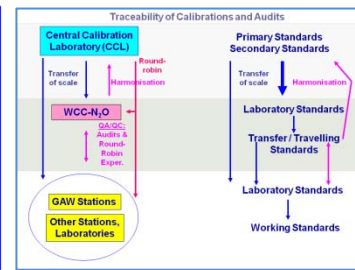 Traceability of Calibrations and Audits
Central Calibration
Laboratory (CCL)
Round-
robin
Transfer
of scale
Harmonisation
WCC-N2O
QA/QC:
Audits &
Round-
Robin
Exper.
GAW Stations
Other Stations,
Laboratories
Primary Standards
Secondary Standards
Transfer
of scale
Harmonisation
Laboratory Standards
Transfer / Travelling
Standards
Laboratory Standards
Working Standards